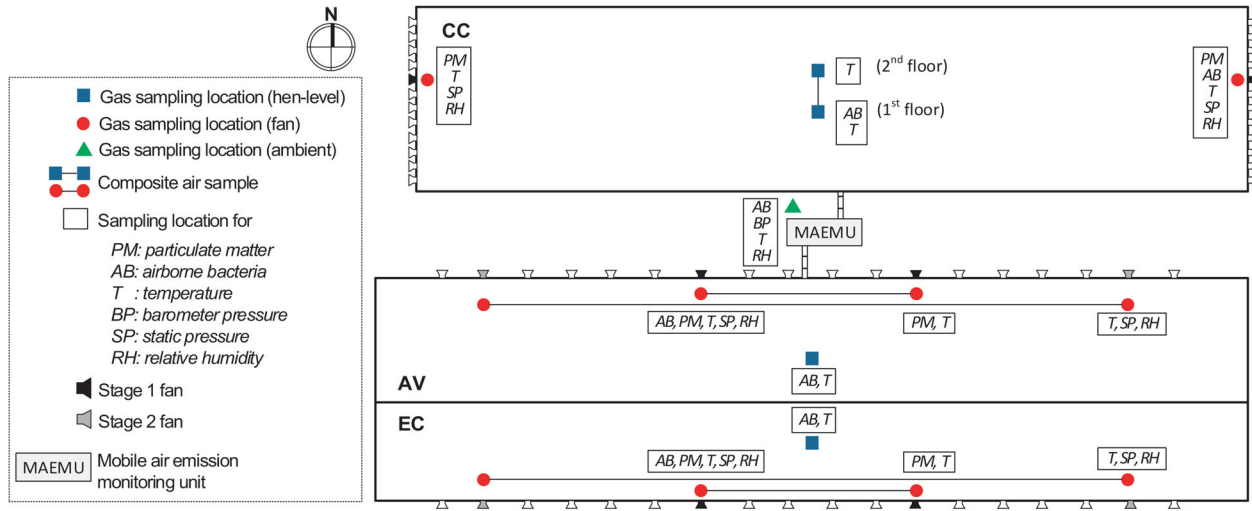 N
Gas sampling location (hen-level)
Gas sampling location (fan)
Gas sampling location (ambient)
Composite air sample
Sampling location for
PM: particulate matter
AB: airborne bacteria
T : temperature
BP: barometer pressure
SP: static pressure
RH: relative humidity
Stage 1 fan
Stage 2 fan
MAEMU
Mobile air emission
monitoring unit
CC
PM
T
SP
RH
T
(2nd floor)
AB
T
(1st floor)
PM
AB
T
SP
RH
AB
BP
T
RH
MAEMU
AB, PM, T, SP, RH
PM, T
T, SP, RH
AB, T
AV
EC
AB, T
AB, PM, T, SP, RH
PM, T
T, SP, RH